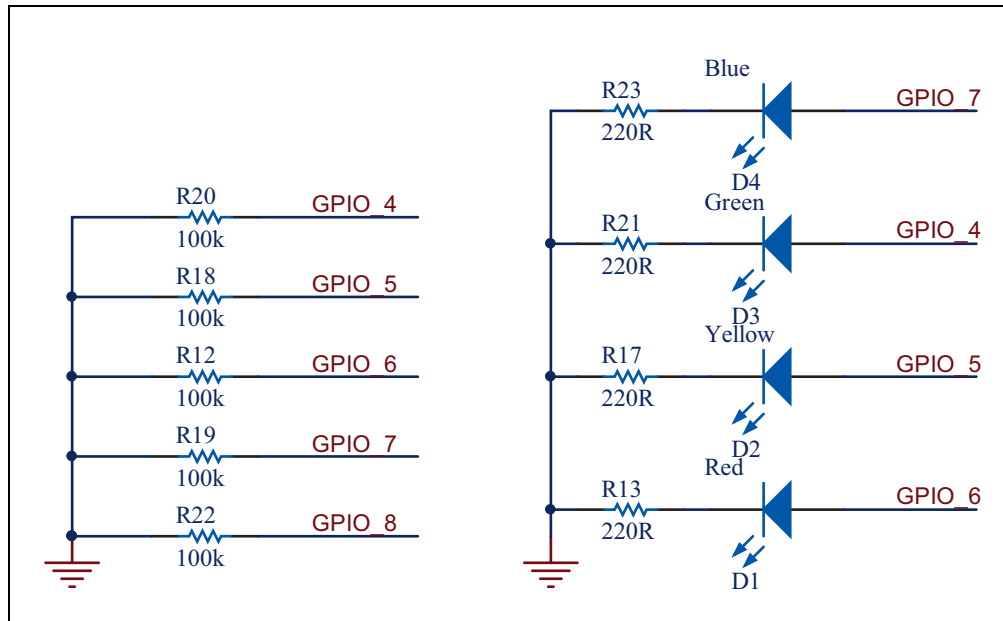 R20
GPIO_4
100k
R18
GPIO_5
100k
R12
GPIO_6
100k
R19
GPIO_7
100k
R22
GPIO_8
100k
Blue
R23
GPIO_7
220R
D4
Green
R21
GPIO_4
220R
D3
Yellow
R17
GPIO_5
220R
D2
Red
R13
GPIO_6
220R
D1